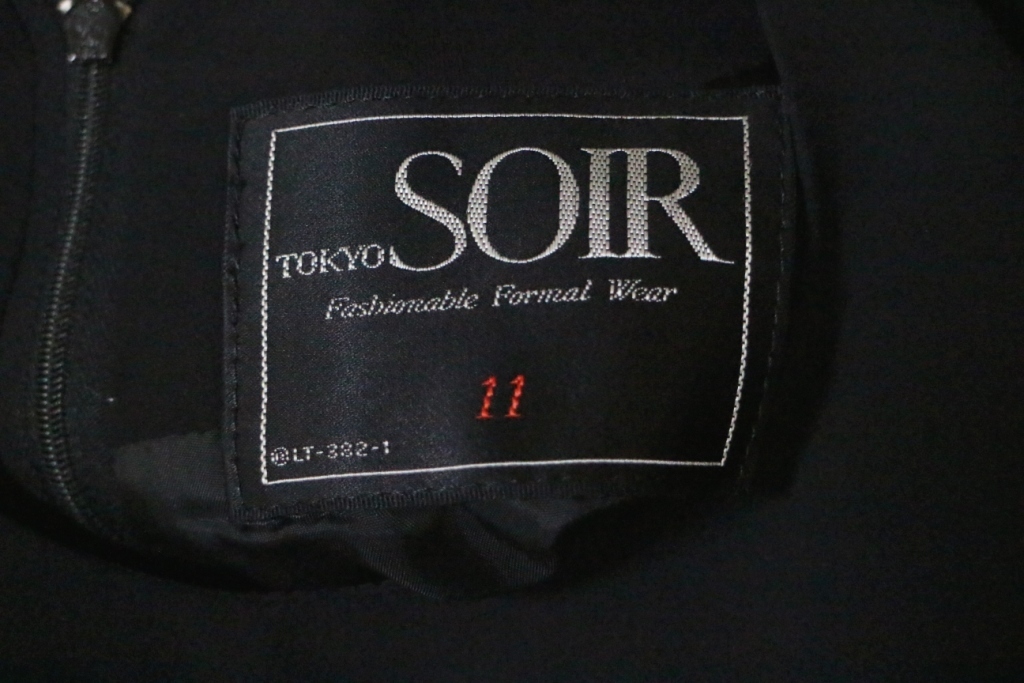 TOKYO SOIR
Fashionable Formal Wear
11
©LT-332-1